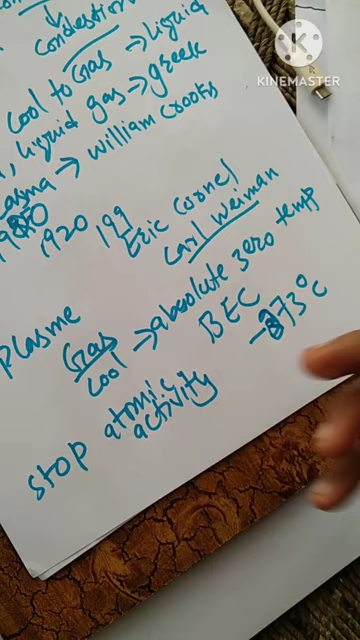 condensation
cool to Gas → liquid
liquid gas → greek
plasma → william crooks
1920 199
Eric Cornel
Carl Weiman
plasme
Gas
cool → absolute zero temp
BEC
-273°C
stop atomic activity
KINEMASTER